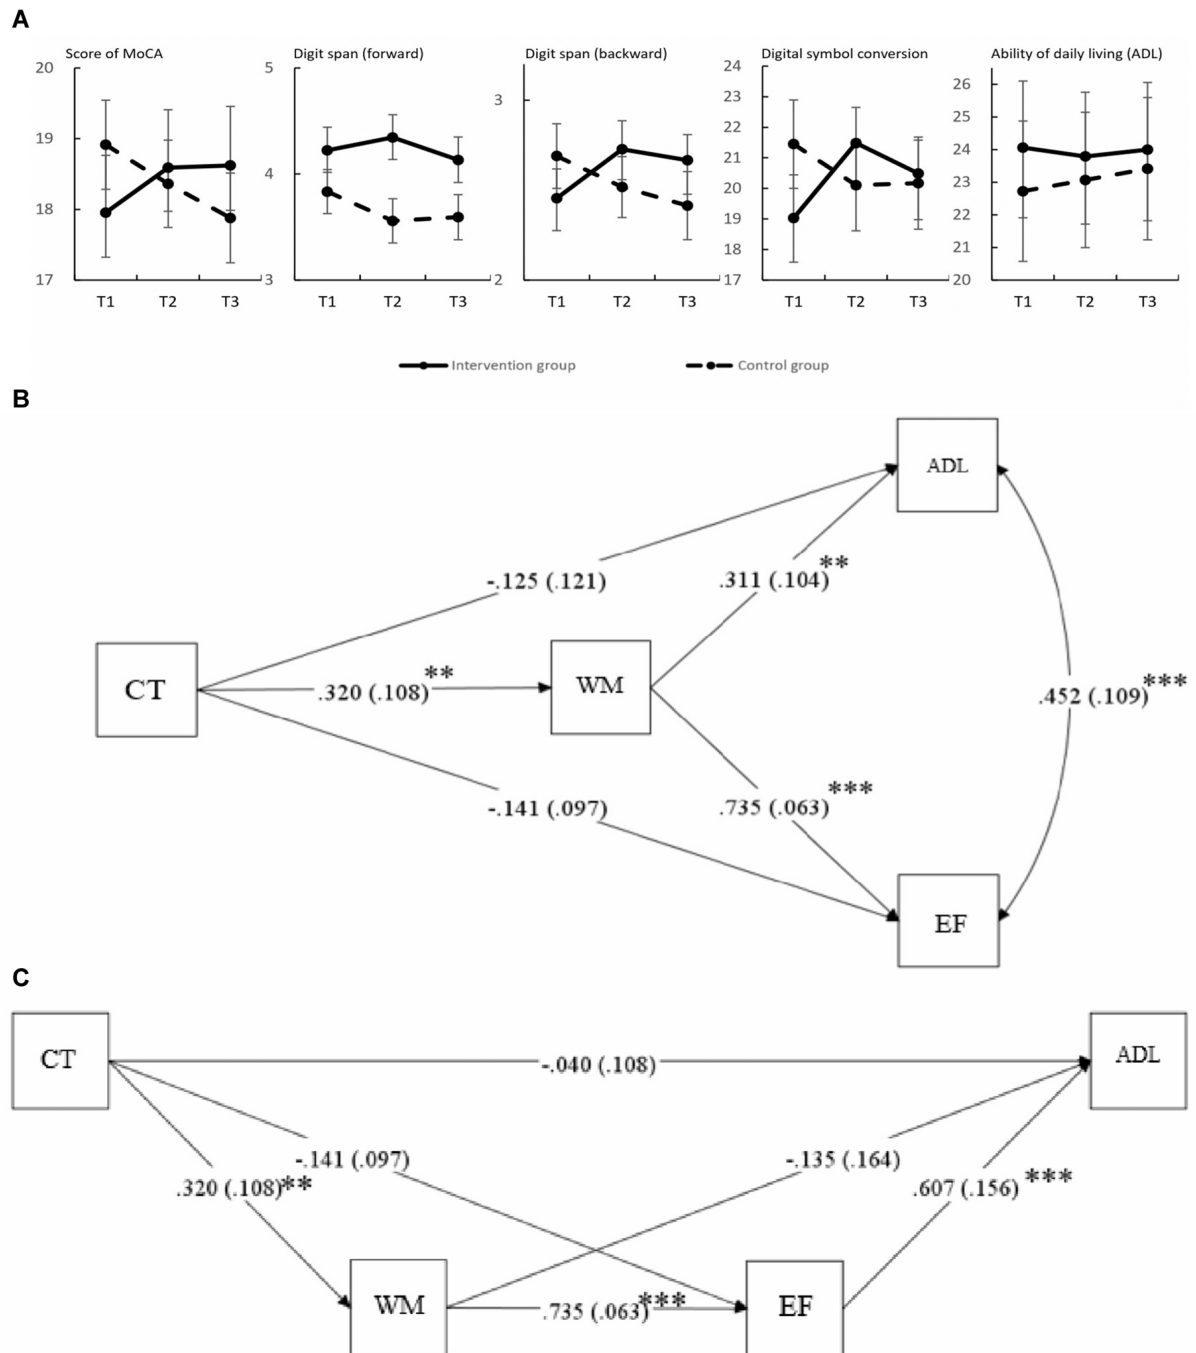 A
Score of MoCA
20
19
18
17
T1 T2 T3
Digit span (forward)
5
4
3
T1 T2 T3
Digit span (backward)
3
2
T1 T2 T3
Digital symbol conversion
24
23
22
21
20
19
18
17
T1 T2 T3
Ability of daily living (ADL)
26
25
24
23
22
21
20
T1 T2 T3
Intervention group
Control group
B
ADL
-.125 (.121)
.311 (.104)**
CT
.320 (.108)**
WM
.452 (.109)***
-.141 (.097)
.735 (.063)***
EF
C
CT
-.040 (.108)
ADL
-.141 (.097)
-.135 (.164)
.320 (.108)**
.607 (.156)***
WM
.735 (.063)***
EF